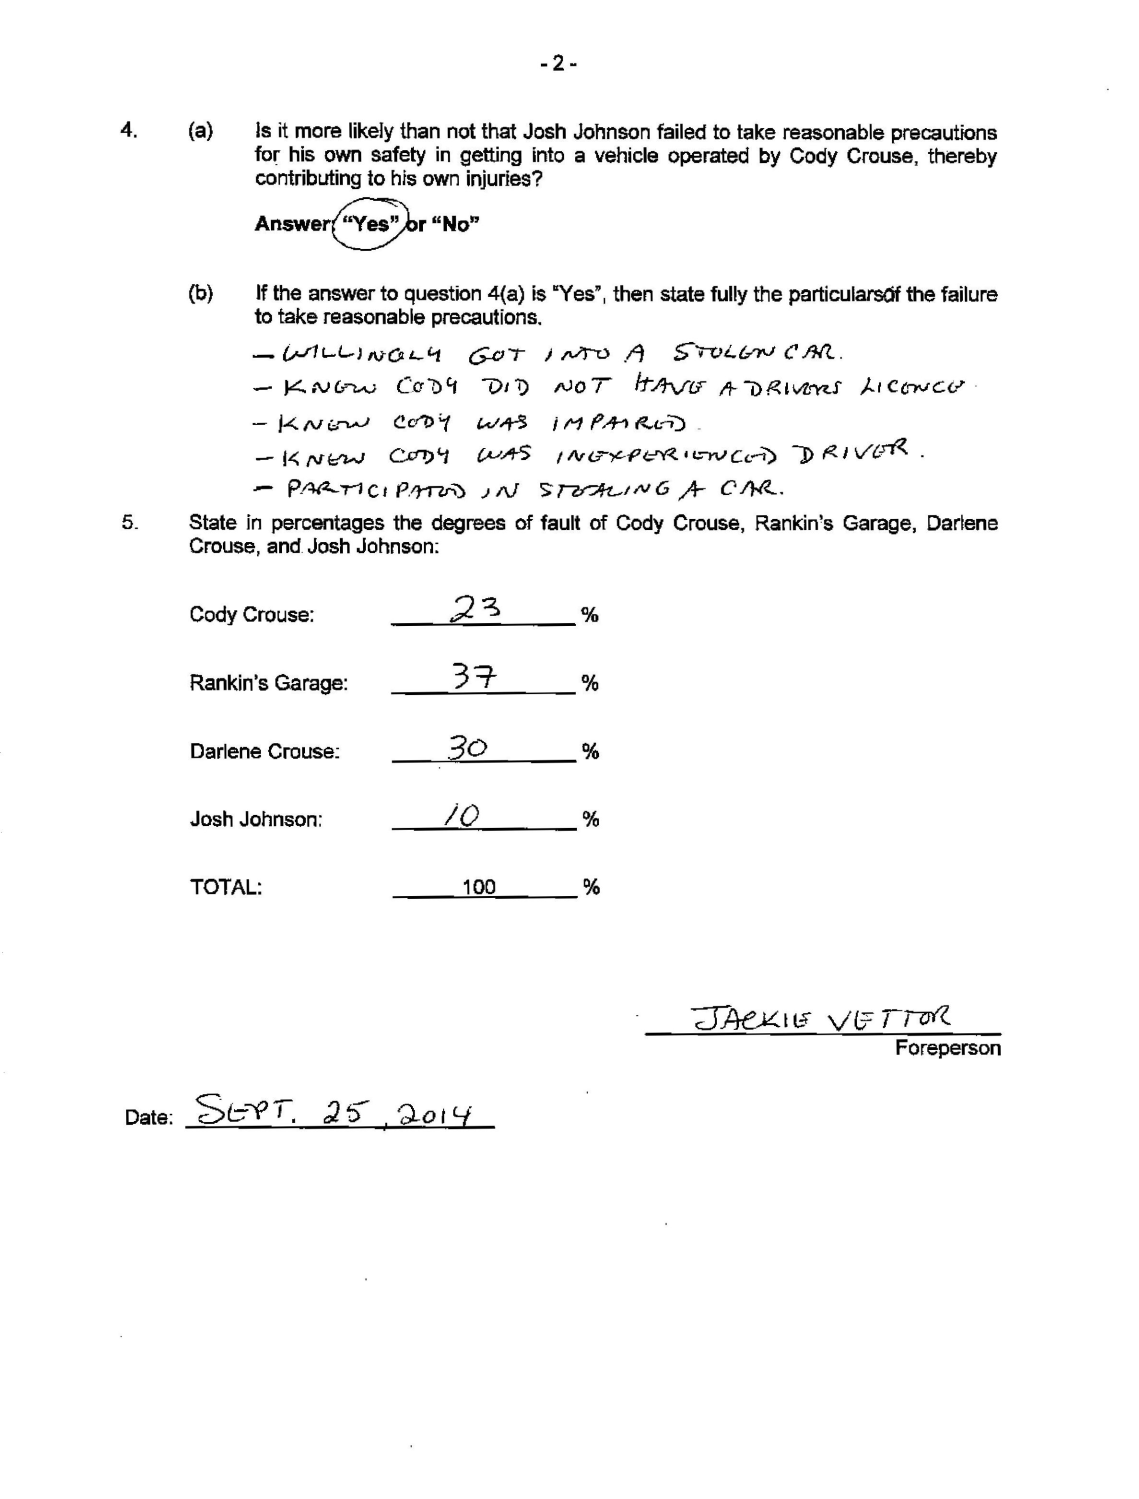 - 2 -
4. (a) Is it more likely than not that Josh Johnson failed to take reasonable precautions
for his own safety in getting into a vehicle operated by Cody Crouse, thereby
contributing to his own injuries?
Answer "Yes" or "No"
(b) If the answer to question 4(a) is "Yes", then state fully the particularsof the failure
to take reasonable precautions.
- WILLINGLY GOT INTO A STOLEN CAR.
- KNEW CODY DID NOT HAVE A DRIVERS LICENCE
- KNEW CODY WAS IMPAIRED.
- KNEW CODY WAS INEXPERIENCED DRIVER.
- PARTICIPATED IN STEALING A CAR.
5. State in percentages the degrees of fault of Cody Crouse, Rankin's Garage, Darlene
Crouse, and Josh Johnson:
Cody Crouse: 23 %
Rankin's Garage: 37 %
Darlene Crouse: 30 %
Josh Johnson: 10 %
TOTAL: 100 %
JACKIE VETTOR
Foreperson
Date: SEPT. 25, 2014